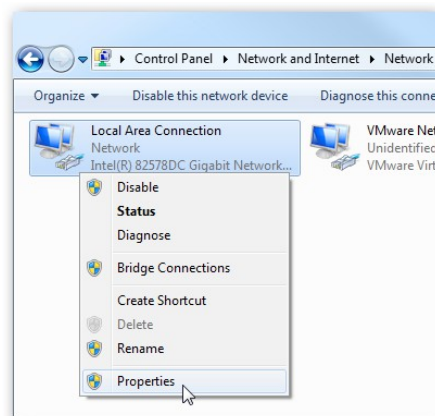 Control Panel Network and Internet Network
Organize Disable this network device Diagnose this conne
Local Area Connection
Network
Intel(R) 82578DC Gigabit Network...
VMware Net
Unidentified
VMware Virt
Disable
Status
Diagnose
Bridge Connections
Create Shortcut
Delete
Rename
Properties